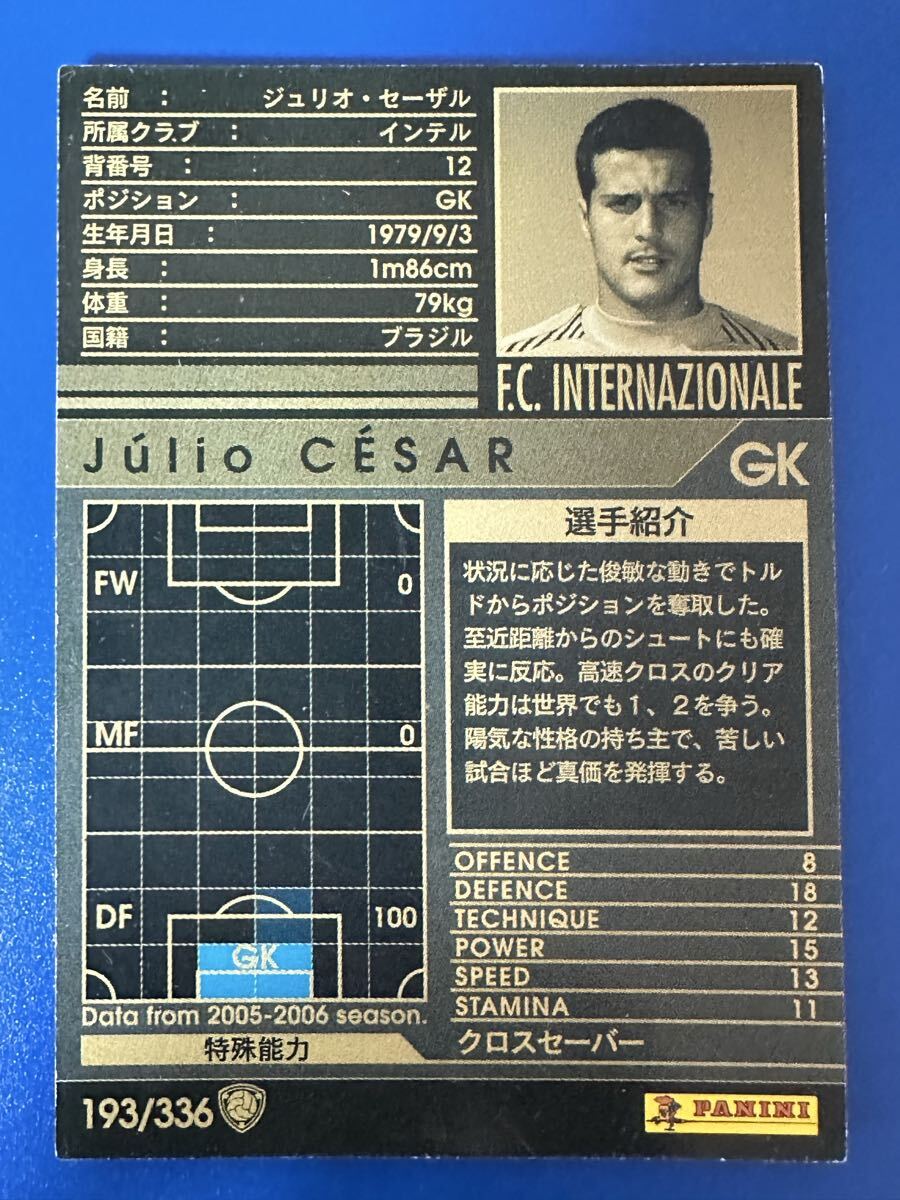 名前 : ジュリオ・セーザル
所属クラブ : インテル
背番号 : 12
ポジション : GK
生年月日 : 1979/9/3
身長 : 1m86cm
体重 : 79kg
国籍 : ブラジル
F.C. INTERNAZIONALE
Júlio CÉSAR
GK
FW 0
MF 0
DF 100
GK
Data from 2005-2006 season.
選手紹介
状況に応じた俊敏な動きでトル
ドからポジションを奪取した。
至近距離からのシュートにも確
実に反応。高速クロスのクリア
能力は世界でも1、2を争う。
陽気な性格の持ち主で、苦しい
試合ほど真価を発揮する。
OFFENCE 8
DEFENCE 18
TECHNIQUE 12
POWER 15
SPEED 13
STAMINA 11
特殊能力
クロスセーバー
193/336
PANINI